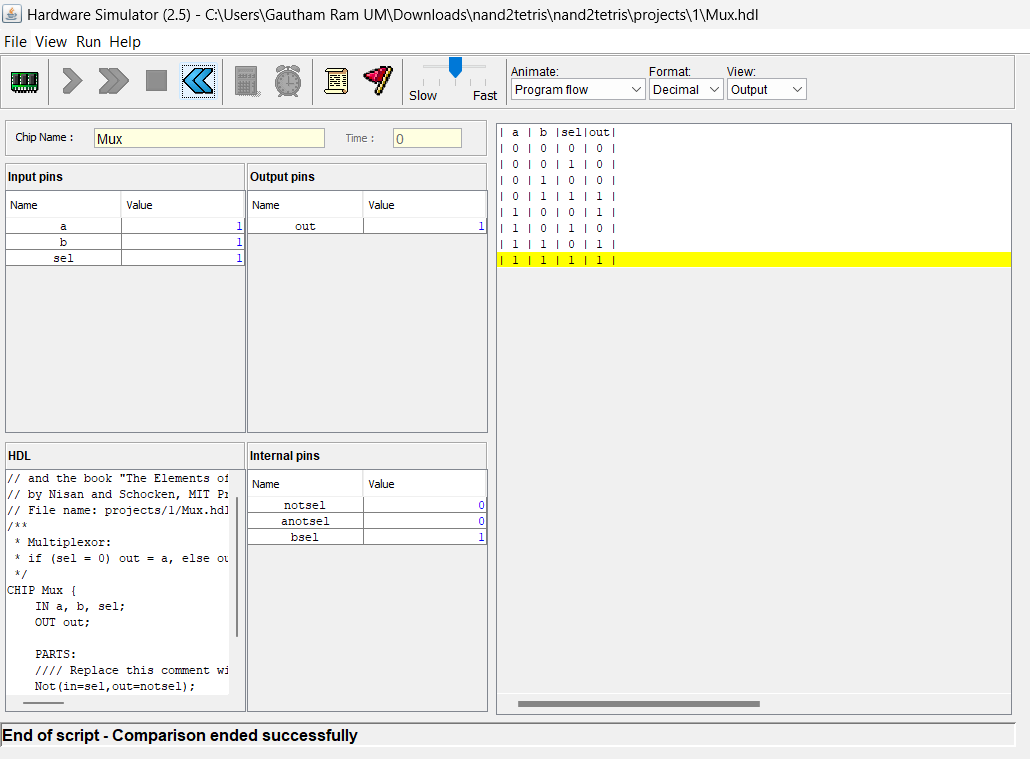 Hardware Simulator (2.5) - C:\Users\Gautham Ram UM\Downloads\nand2tetris\nand2tetris\projects\1\Mux.hdl
File View Run Help
Slow Fast
Animate: Format: View:
Program flow Decimal Output
Chip Name : Mux Time : 0
Input pins
Name Value
a 1
b 1
sel 1
Output pins
Name Value
out 1
| a | b |sel|out|
| 0 | 0 | 0 | 0 |
| 0 | 0 | 1 | 0 |
| 0 | 1 | 0 | 0 |
| 0 | 1 | 1 | 1 |
| 1 | 0 | 0 | 1 |
| 1 | 0 | 1 | 0 |
| 1 | 1 | 0 | 1 |
| 1 | 1 | 1 | 1 |
HDL
// and the book "The Elements of
// by Nisan and Schocken, MIT Pr
// File name: projects/1/Mux.hdl
/**
* Multiplexor:
* if (sel = 0) out = a, else ou
*/
CHIP Mux {
IN a, b, sel;
OUT out;
PARTS:
//// Replace this comment wi
Not(in=sel,out=notsel);
Internal pins
Name Value
notsel 0
anotsel 0
bsel 1
End of script - Comparison ended successfully